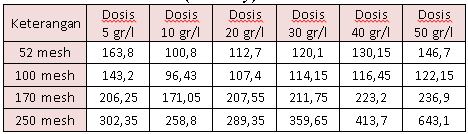 Keterangan Dosis 5 gr/l Dosis 10 gr/l Dosis 20 gr/l Dosis 30 gr/l Dosis 40 gr/l Dosis 50 gr/l
52 mesh 163,8 100,8 112,7 120,1 130,15 146,7
100 mesh 143,2 96,43 107,4 114,15 116,45 122,15
170 mesh 206,25 171,05 207,55 211,75 223,2 236,9
250 mesh 302,35 258,8 289,35 359,65 413,7 643,1